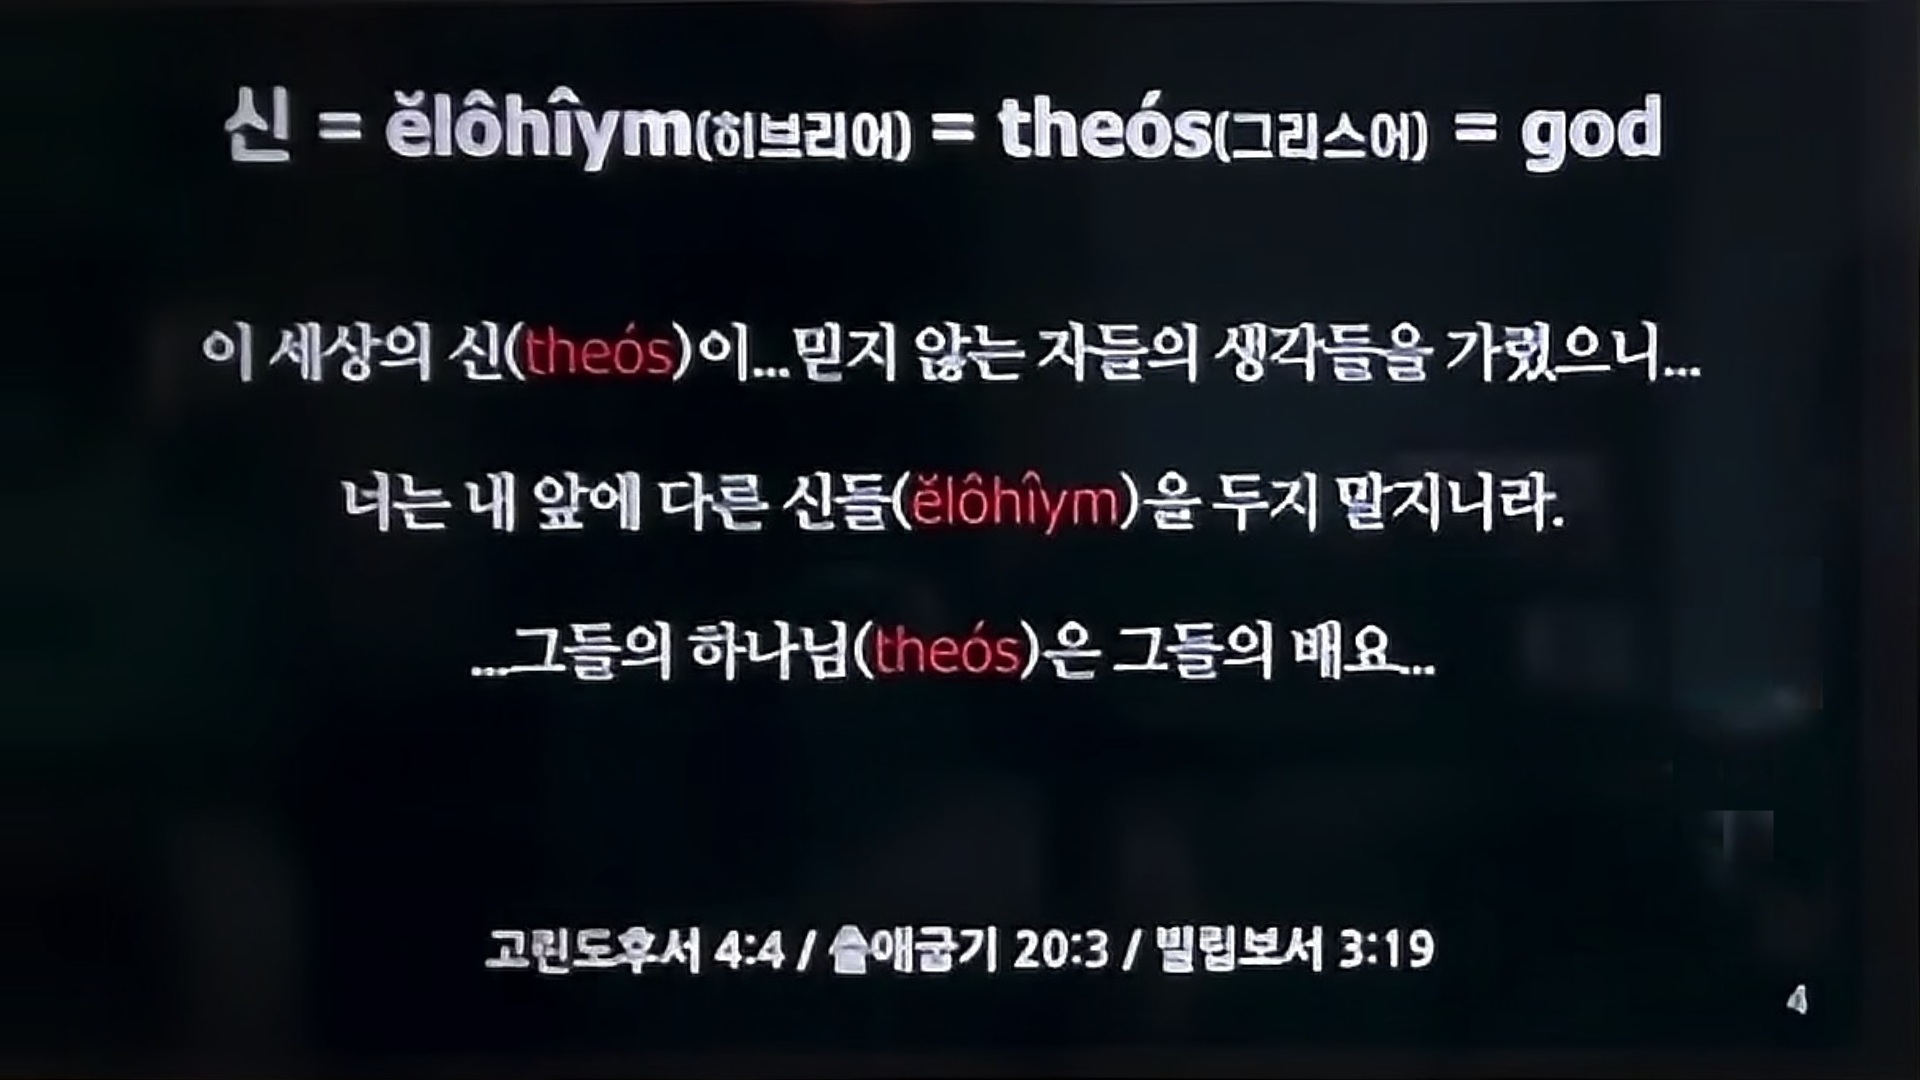 신 = ĕlôhîym(히브리어) = theós(그리스어) = god
이 세상의 신(theós)이...믿지 않는 자들의 생각들을 가렸으니...
너는 내 앞에 다른 신들(ĕlôhîym)을 두지 말지니라.
...그들의 하나님(theós)은 그들의 배요...
고린도후서 4:4 / 출애굽기 20:3 / 빌립보서 3:19
4